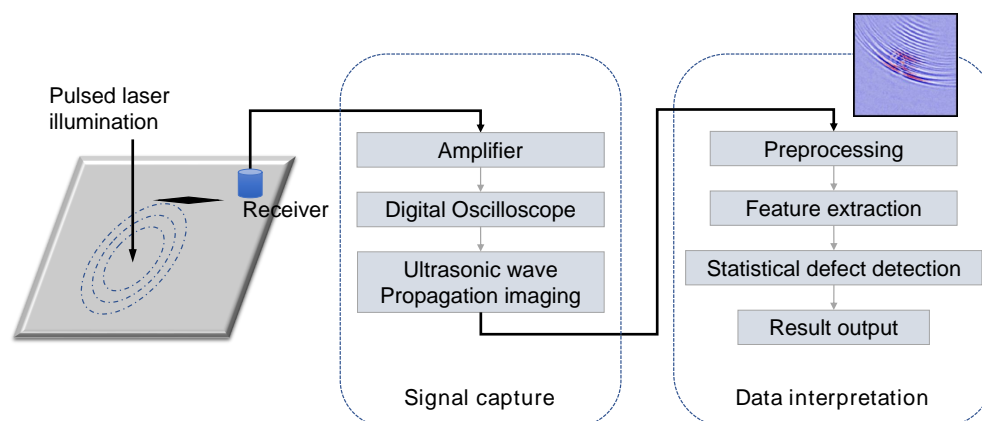 Pulsed laser
illumination
Receiver
Amplifier
Digital Oscilloscope
Ultrasonic wave
Propagation imaging
Signal capture
Preprocessing
Feature extraction
Statistical defect detection
Result output
Data interpretation